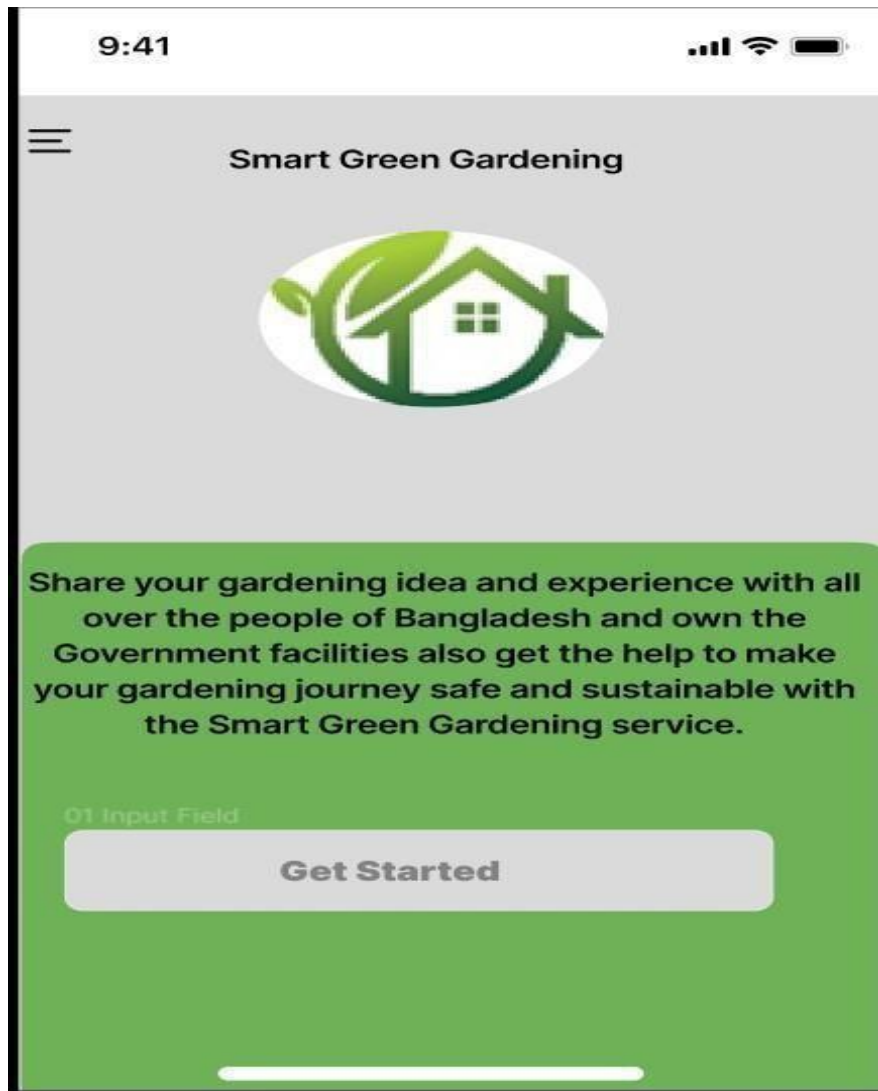 9:41
Smart Green Gardening
Share your gardening idea and experience with all
over the people of Bangladesh and own the
Government facilities also get the help to make
your gardening journey safe and sustainable with
the Smart Green Gardening service.
01 Input Field
Get Started